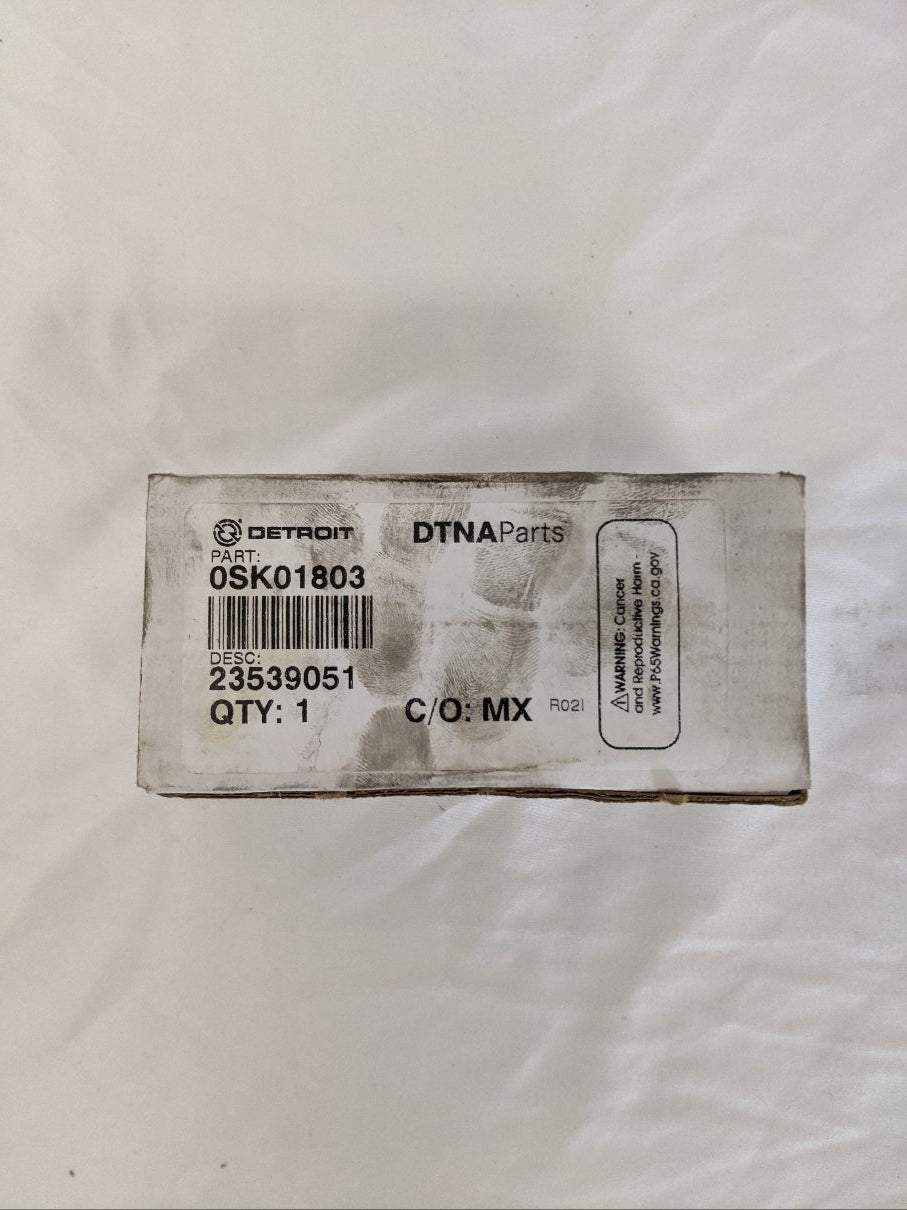 DETROIT
DTNAParts
PART:
0SK01803
DESC:
23539051
QTY: 1
C/O: MX
R021
⚠WARNING: Cancer
and Reproductive Harm -
www.P65Warnings.ca.gov